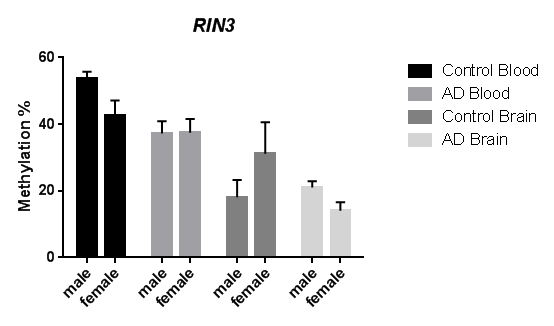 RIN3
Methylation %
60
40
20
0
male
female
male
female
male
female
male
female
Control Blood
AD Blood
Control Brain
AD Brain